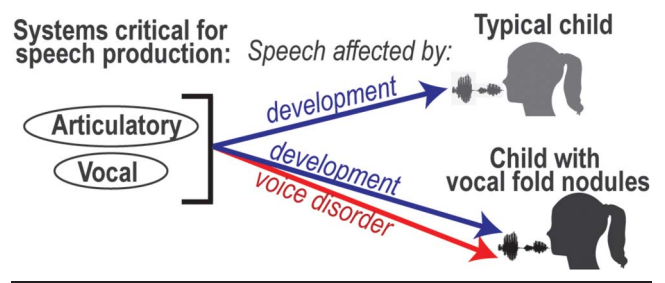 Systems critical for
speech production:
Speech affected by:
Typical child
Articulatory
Vocal
development
development
voice disorder
Child with
vocal fold nodules